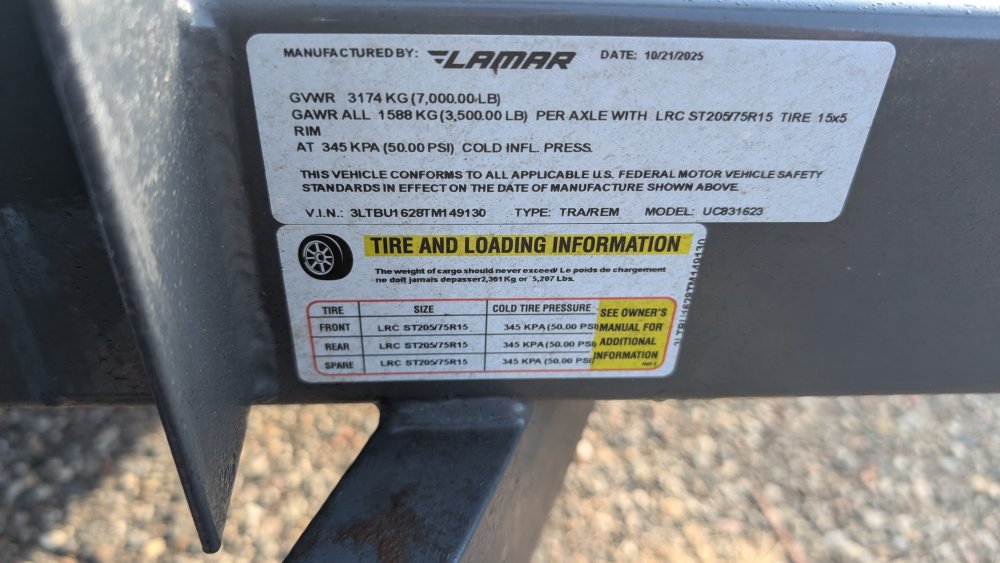 MANUFACTURED BY: LAMAR DATE: 10/21/2025
GVWR 3174 KG (7,000.00 LB)
GAWR ALL 1588 KG (3,500.00 LB) PER AXLE WITH LRC ST205/75R15 TIRE 15x5
RIM
AT 345 KPA (50.00 PSI) COLD INFL. PRESS.
THIS VEHICLE CONFORMS TO ALL APPLICABLE U.S. FEDERAL MOTOR VEHICLE SAFETY
STANDARDS IN EFFECT ON THE DATE OF MANUFACTURE SHOWN ABOVE
V.I.N.: 3LTBU1628TM149130 TYPE: TRA/REM MODEL: UC831623
TIRE AND LOADING INFORMATION
The weight of cargo should never exceed/ Le poids de chargement
ne doit jamais depasser2,361 Kg or 5,207 Lbs.
TIRE SIZE COLD TIRE PRESSURE
FRONT LRC ST205/75R15 345 KPA (50.00 PSI)
REAR LRC ST205/75R15 345 KPA (50.00 PSI)
SPARE LRC ST205/75R15 345 KPA (50.00 PSI)
SEE OWNER'S
MANUAL FOR
ADDITIONAL
INFORMATION
3LTBU1628TM149130